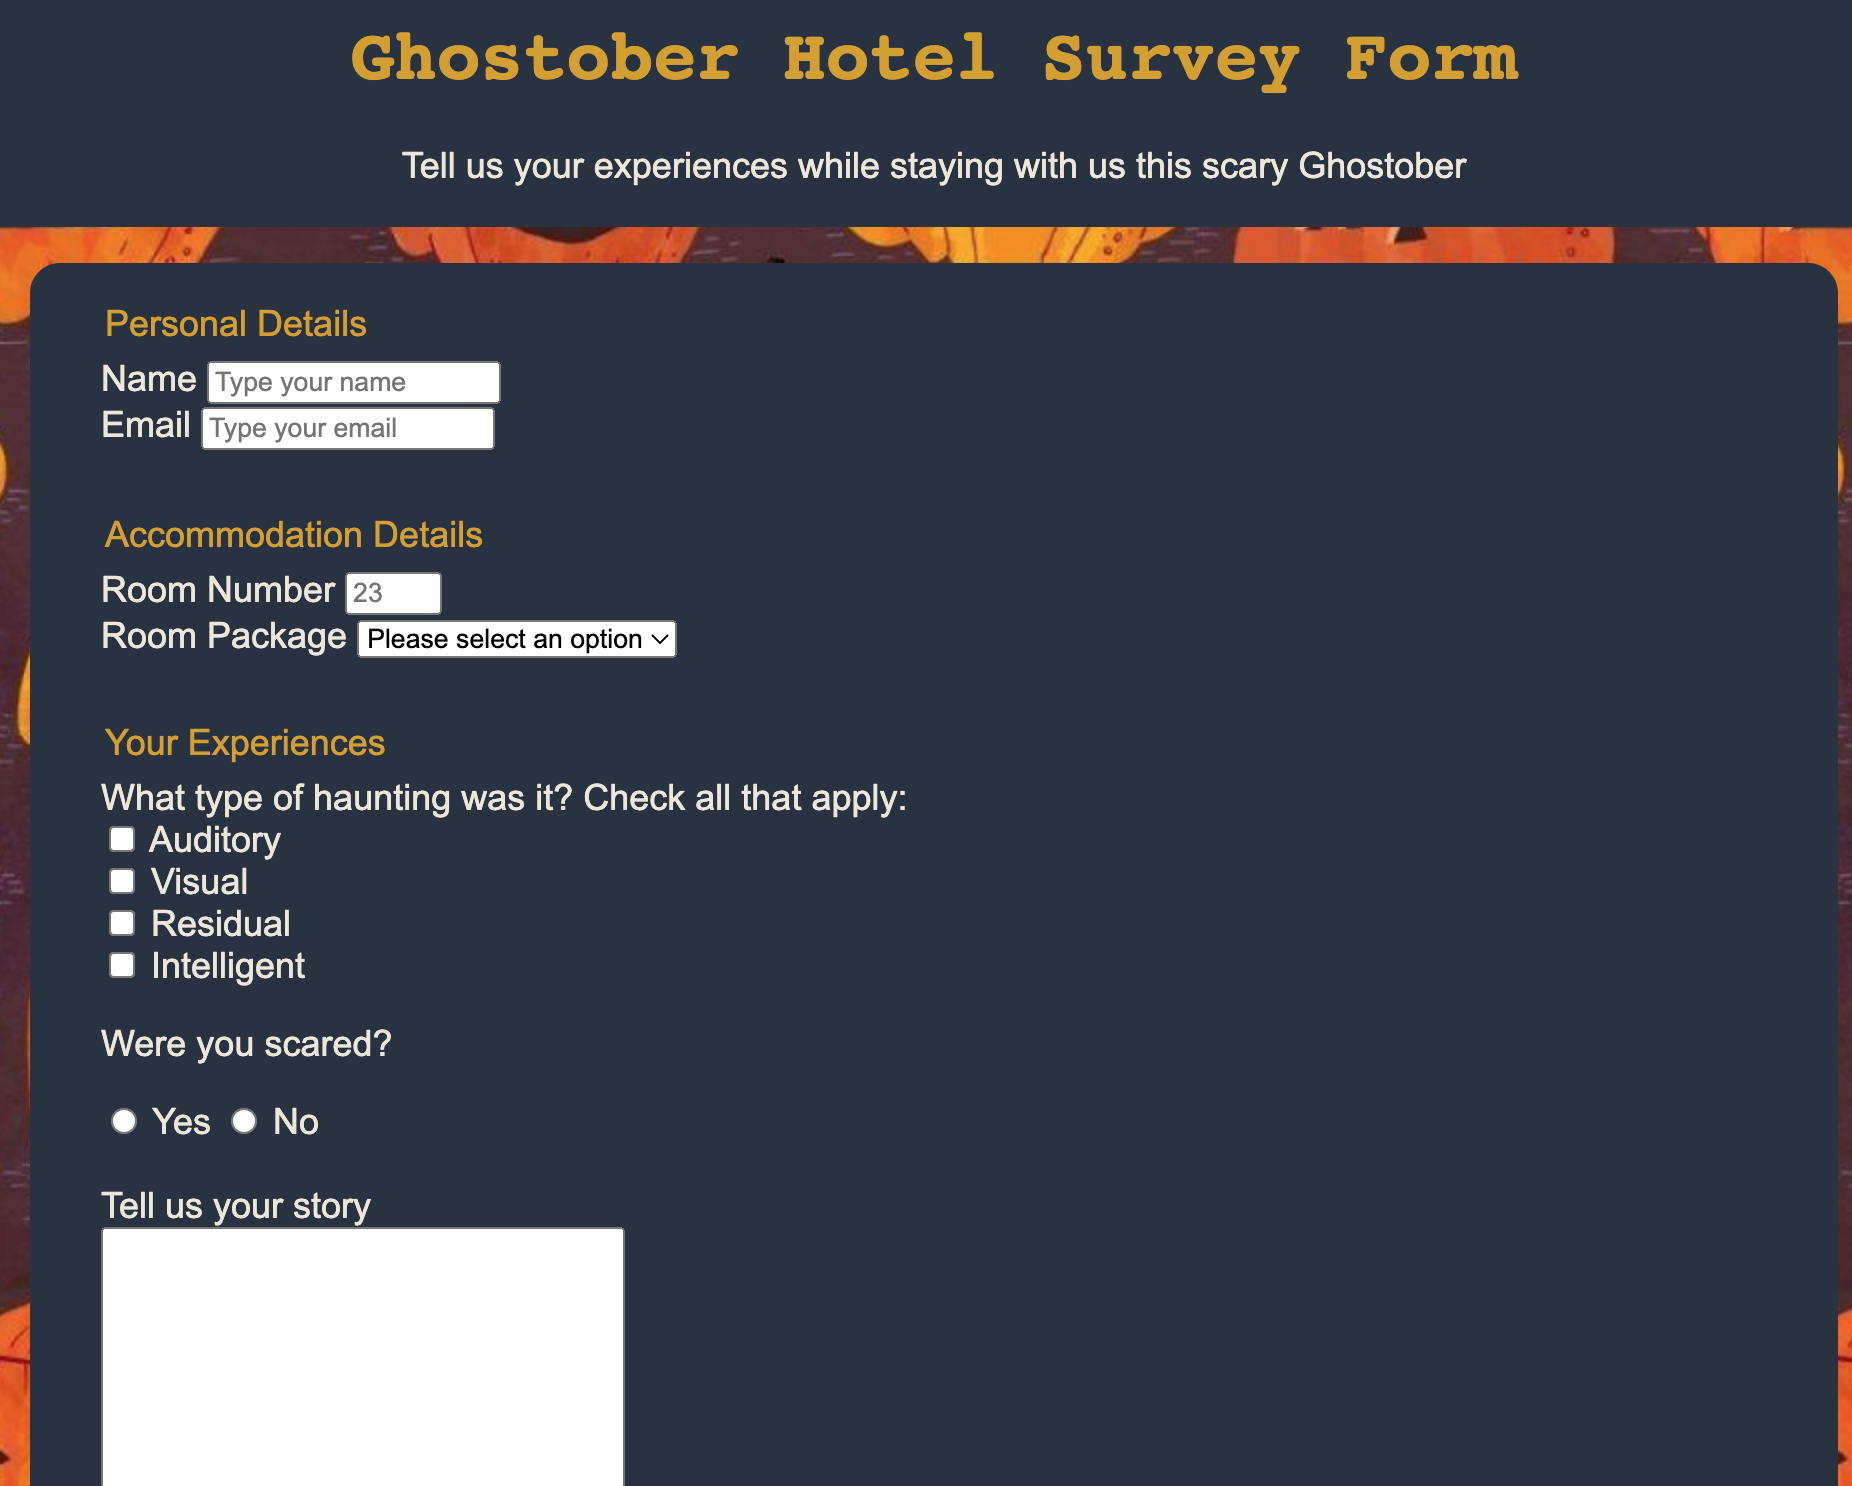 Ghostober Hotel Survey Form
Tell us your experiences while staying with us this scary Ghostober
Personal Details
Name Type your name
Email Type your email
Accommodation Details
Room Number 23
Room Package Please select an option
Your Experiences
What type of haunting was it? Check all that apply:
Auditory
Visual
Residual
Intelligent
Were you scared?
Yes No
Tell us your story